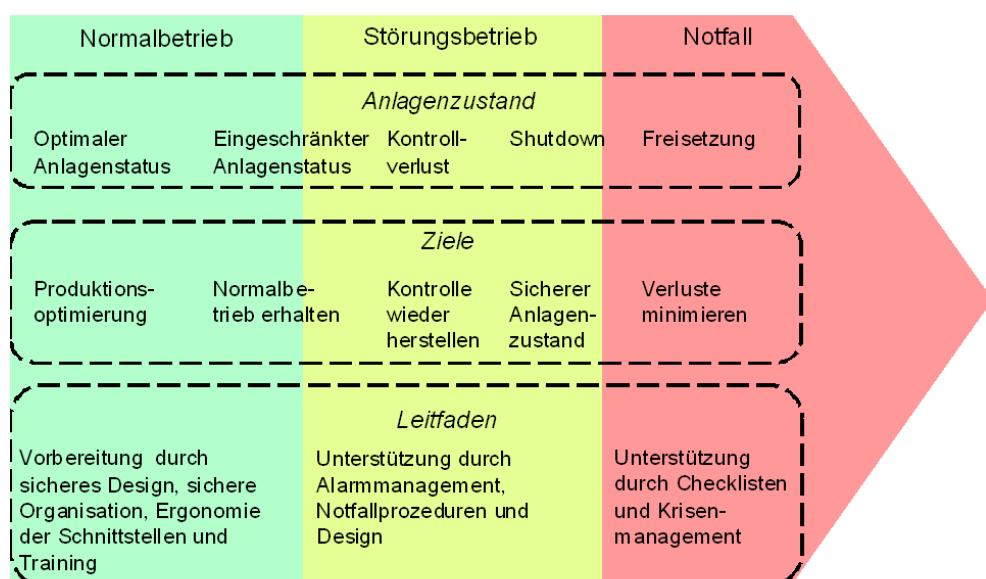 Normalbetrieb
Störungsbetrieb
Notfall
Anlagenzustand
Optimaler
Anlagenstatus
Eingeschränkter
Anlagenstatus
Kontroll-
verlust
Shutdown
Freisetzung
Ziele
Produktions-
optimierung
Normalbe-
trieb erhalten
Kontrolle
wieder
herstellen
Sicherer
Anlagen-
zustand
Verluste
minimieren
Leitfaden
Vorbereitung durch
sicheres Design, sichere
Organisation, Ergonomie
der Schnittstellen und
Training
Unterstützung durch
Alarmmanagement,
Notfallprozeduren und
Design
Unterstützung
durch Checklisten
und Krisen-
management